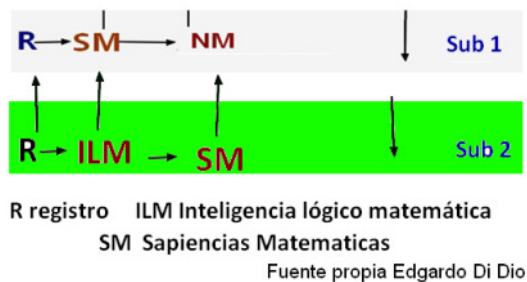 R SM NM Sub 1
R ILM SM Sub 2
R registro ILM Inteligencia lógico matemática
SM Sapiencias Matematicas
Fuente propia Edgardo Di Dio